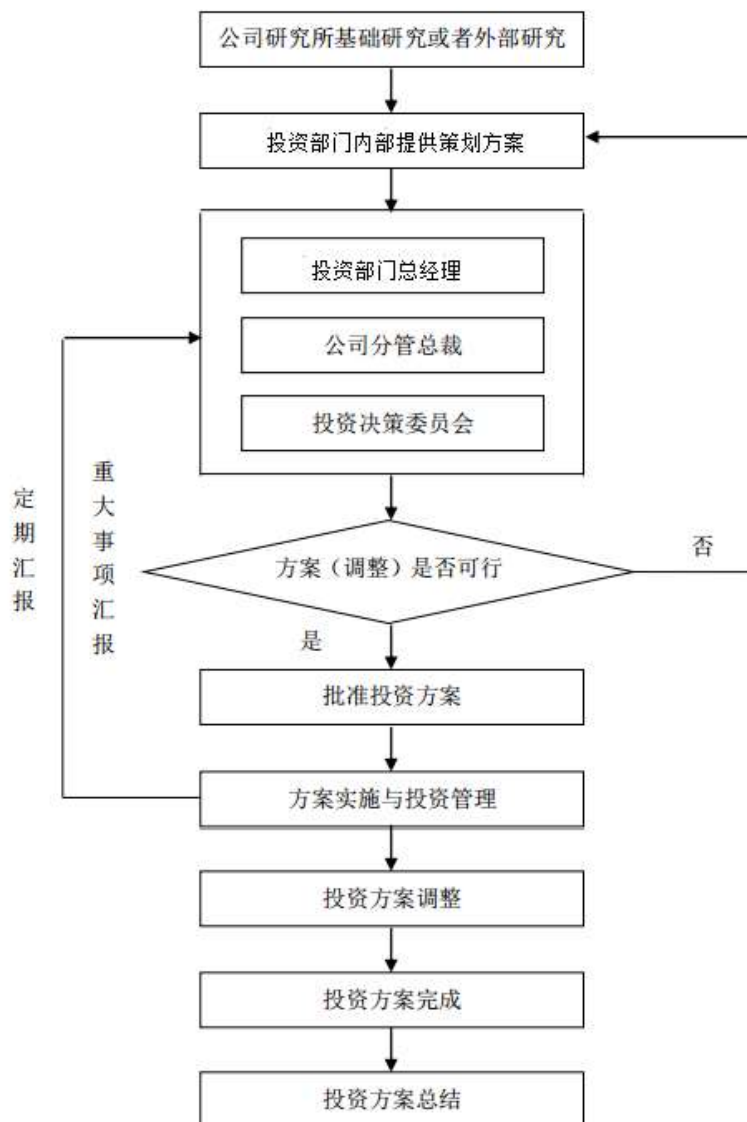 公司研究所基础研究或者外部研究
投资部门内部提供策划方案
投资部门总经理
公司分管总裁
投资决策委员会
定期汇报
重大事项汇报
方案（调整）是否可行
否
是
批准投资方案
方案实施与投资管理
投资方案调整
投资方案完成
投资方案总结